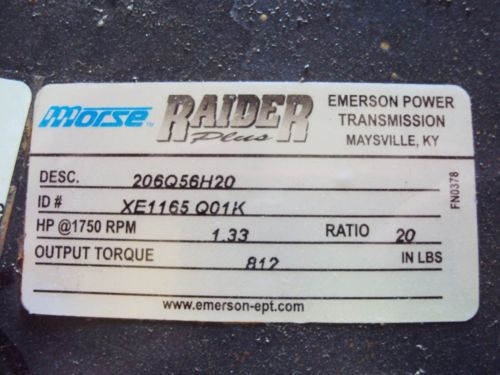 Morse™ RAIDER Plus
EMERSON POWER
TRANSMISSION
MAYSVILLE, KY
DESC. 206Q56H20
ID # XE1165 Q01K
HP @1750 RPM 1.33 RATIO 20
OUTPUT TORQUE 812 IN LBS
www.emerson-ept.com
FN0378